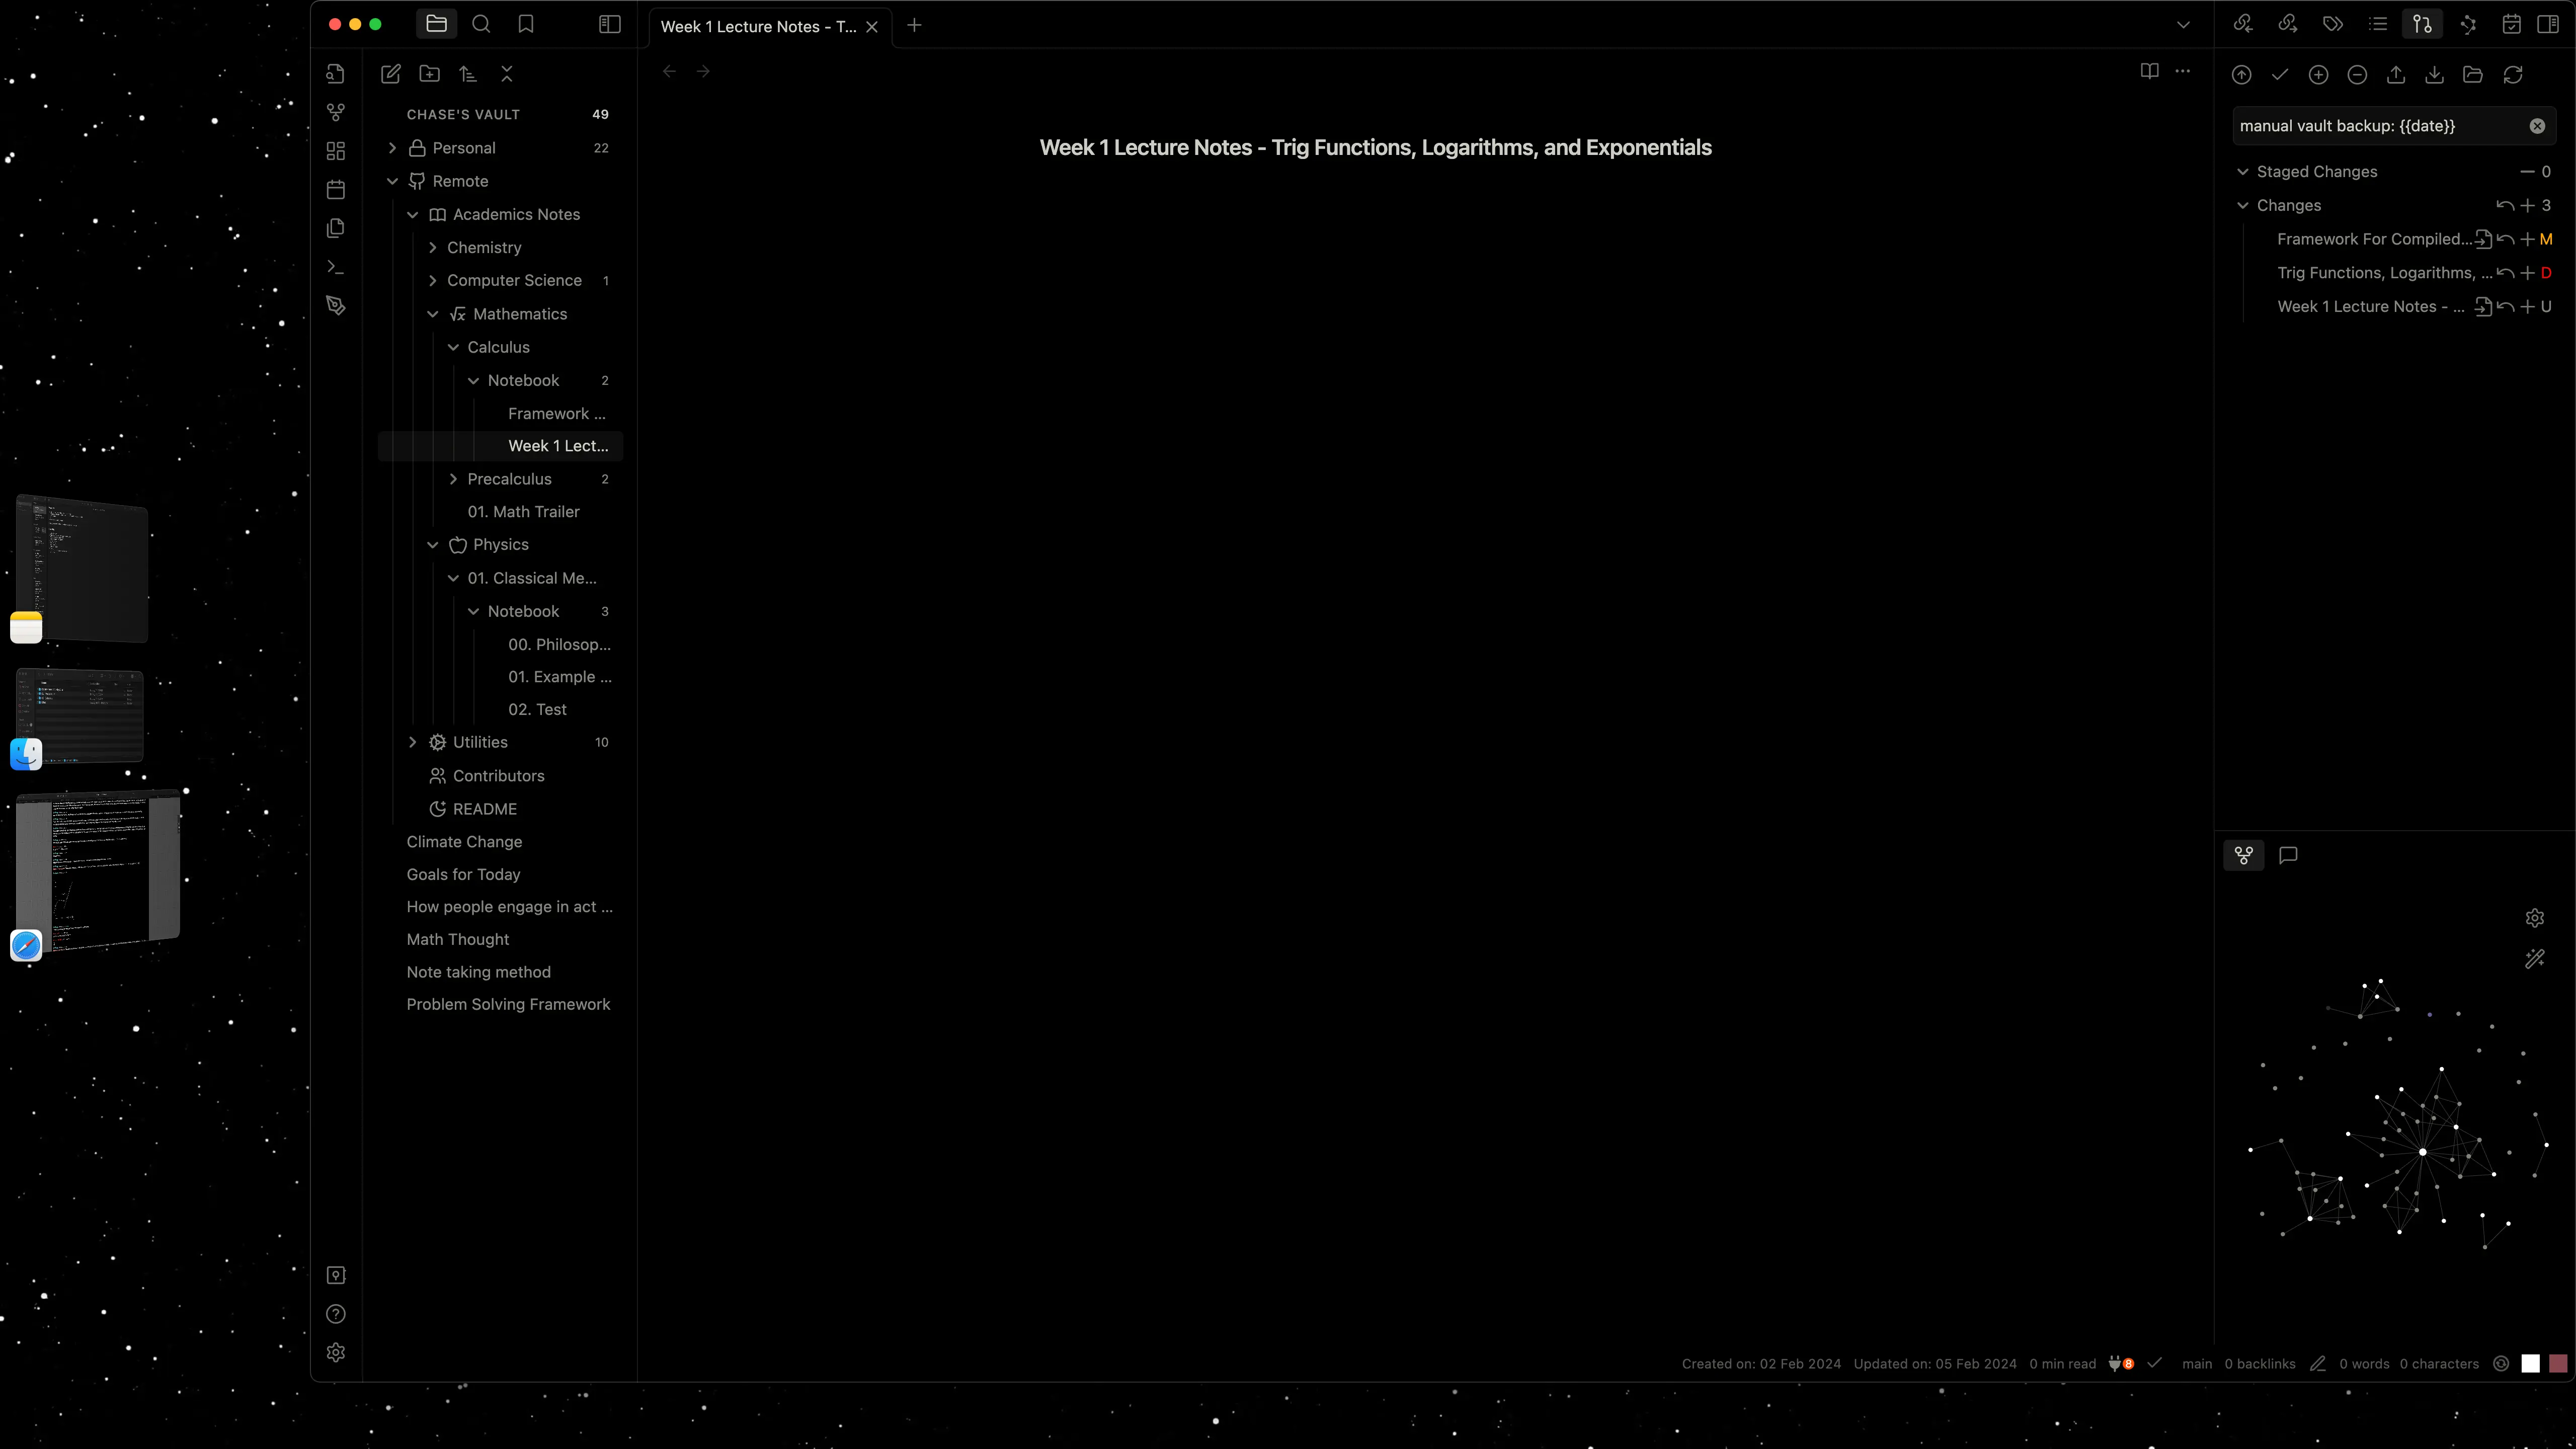 Week 1 Lecture Notes - T...
CHASE'S VAULT 49
Personal 22
Remote
Academics Notes
Chemistry
Computer Science 1
Mathematics
Calculus
Notebook 2
Framework ...
Week 1 Lect...
Precalculus 2
01. Math Trailer
Physics
01. Classical Me...
Notebook 3
00. Philosop...
01. Example ...
02. Test
Utilities 10
Contributors
README
Climate Change
Goals for Today
How people engage in act ...
Math Thought
Note taking method
Problem Solving Framework
Week 1 Lecture Notes - Trig Functions, Logarithms, and Exponentials
manual vault backup: {{date}}
Staged Changes 0
Changes 3
Framework For Compiled... M
Trig Functions, Logarithms, ... D
Week 1 Lecture Notes - ... U
Created on: 02 Feb 2024 Updated on: 05 Feb 2024 0 min read 8 main 0 backlinks 0 words 0 characters